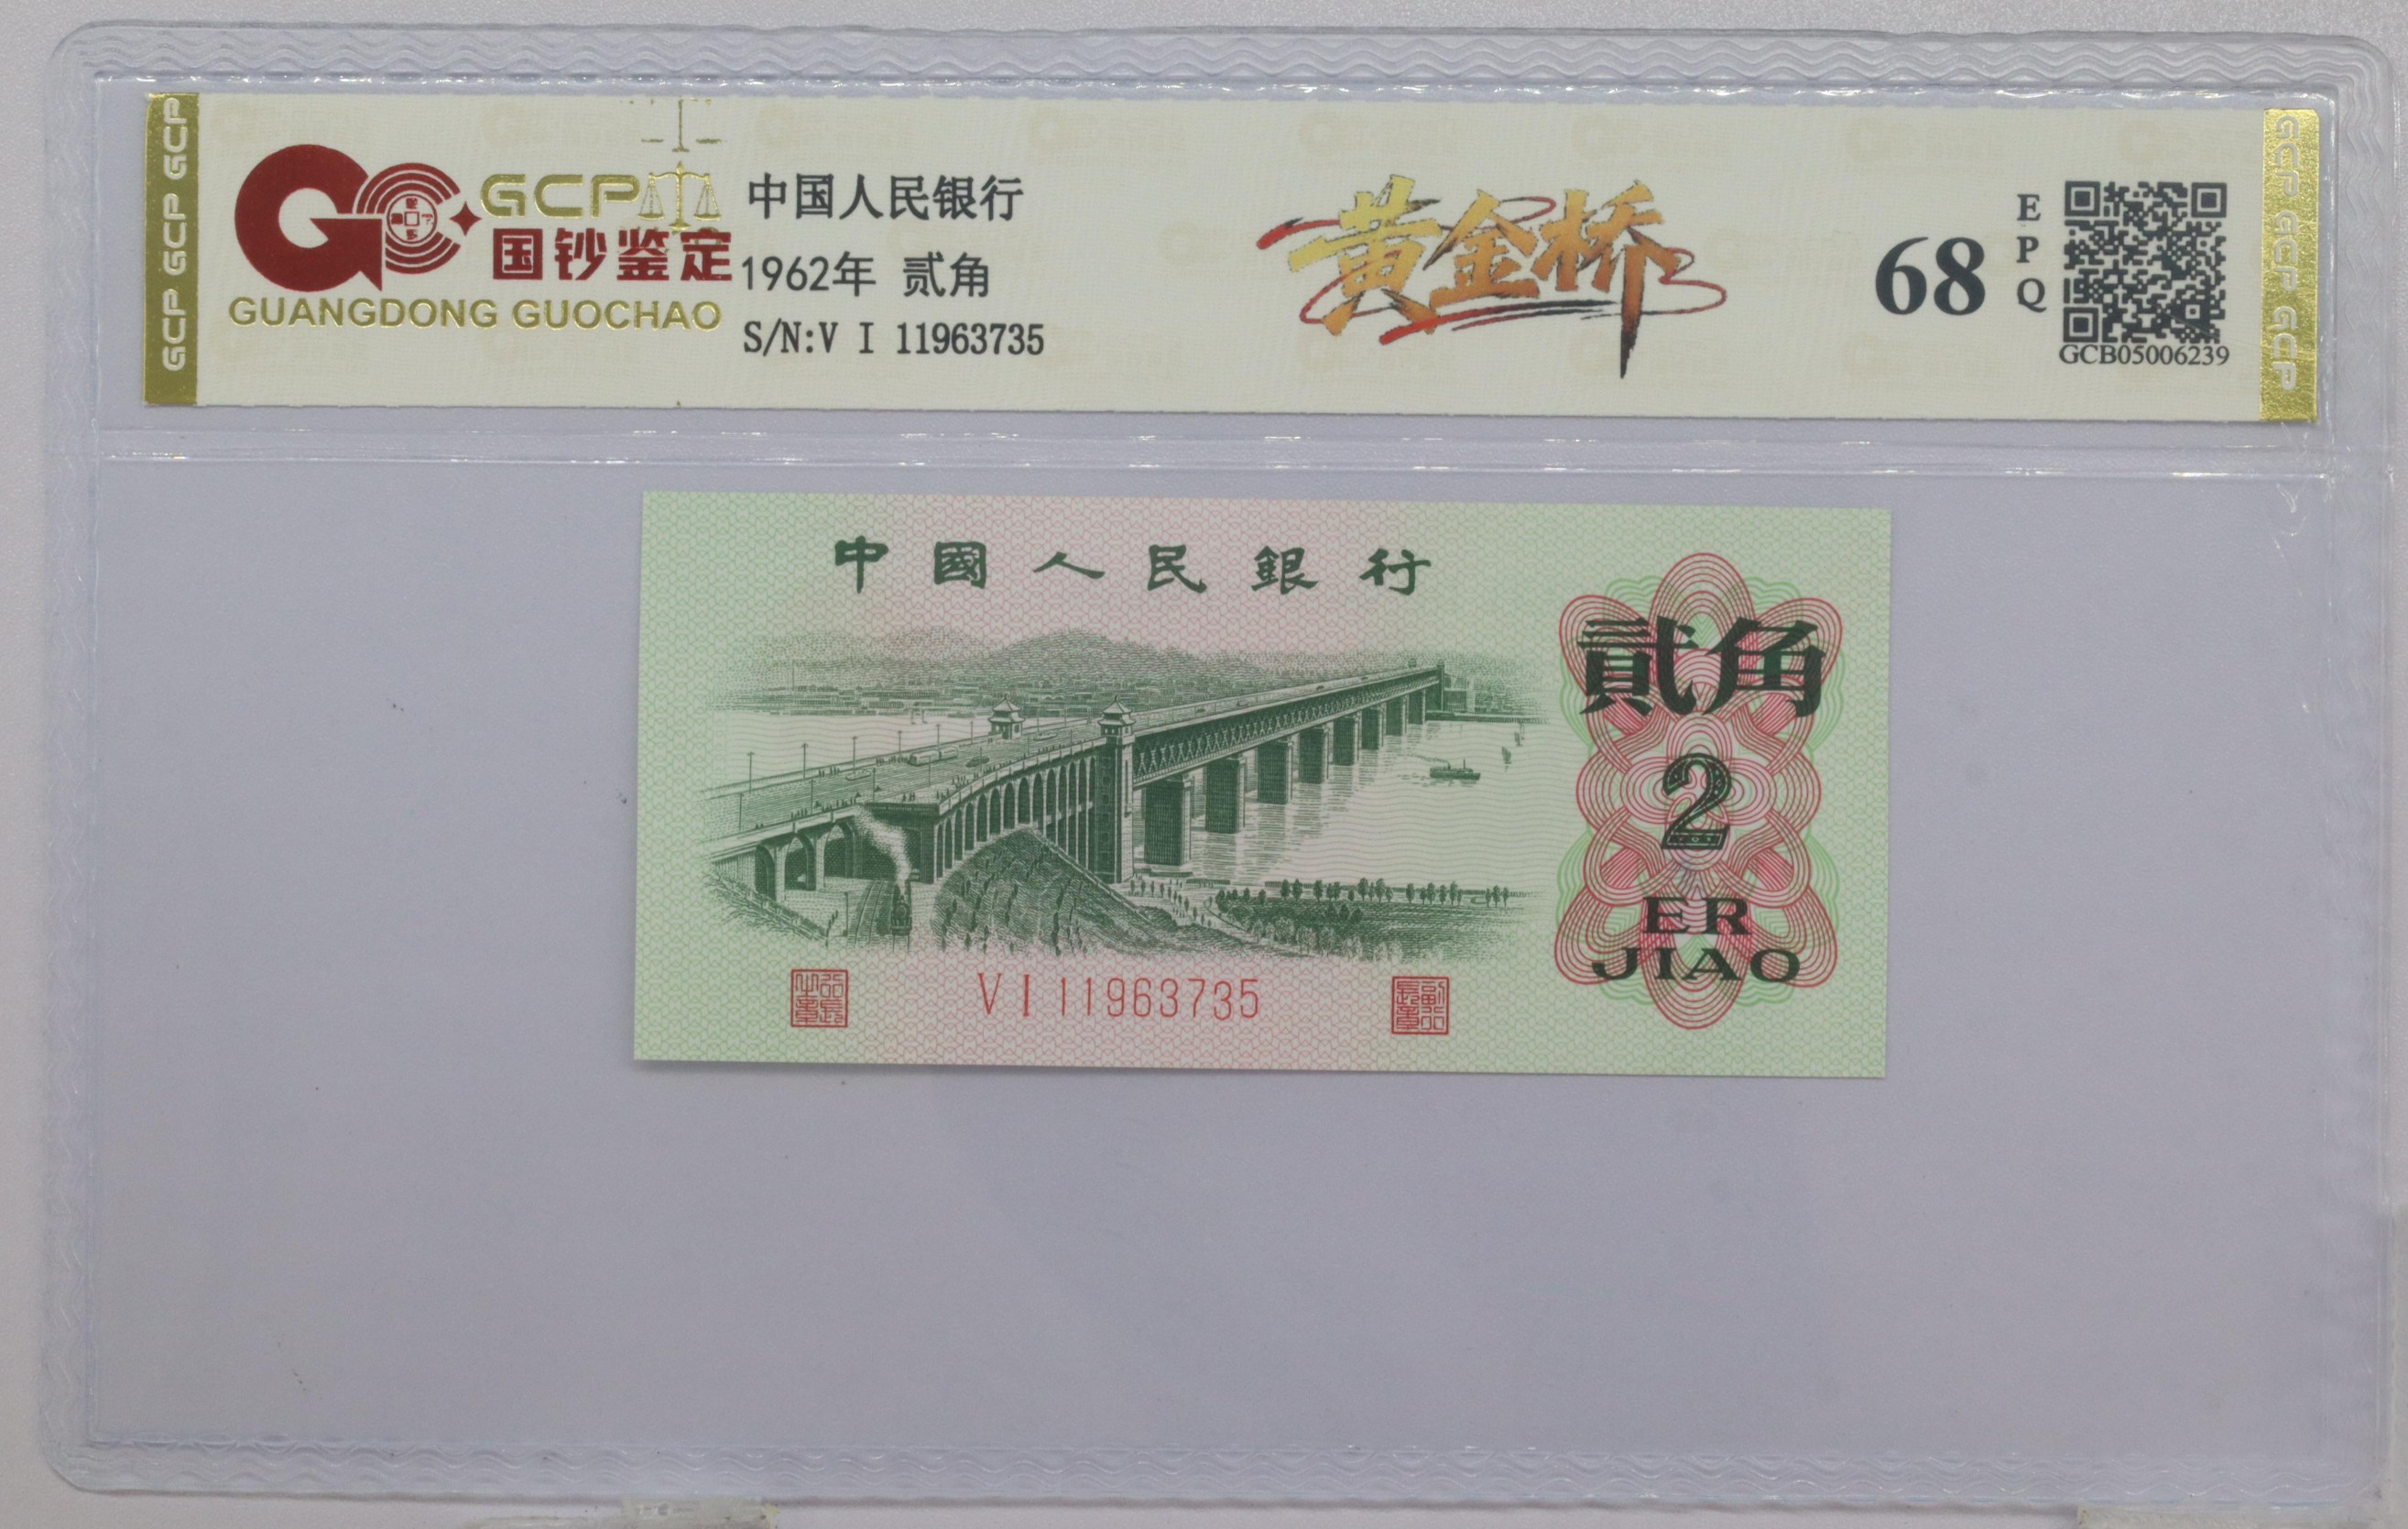 GCP GCP GCP
GCP
国钞鉴定
GUANGDONG GUOCHAO
中国人民银行
1962年 贰角
S/N:V I 11963735
黄金桥
68
E
P
Q
GCB05006239
GCP GCP GCP
中國人民銀行
貳角
2
ER
JIAO
VI 11963735